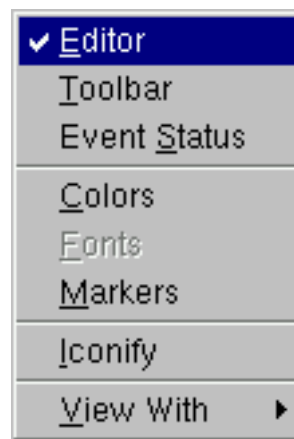 Editor
Toolbar
Event Status
Colors
Fonts
Markers
Iconify
View With